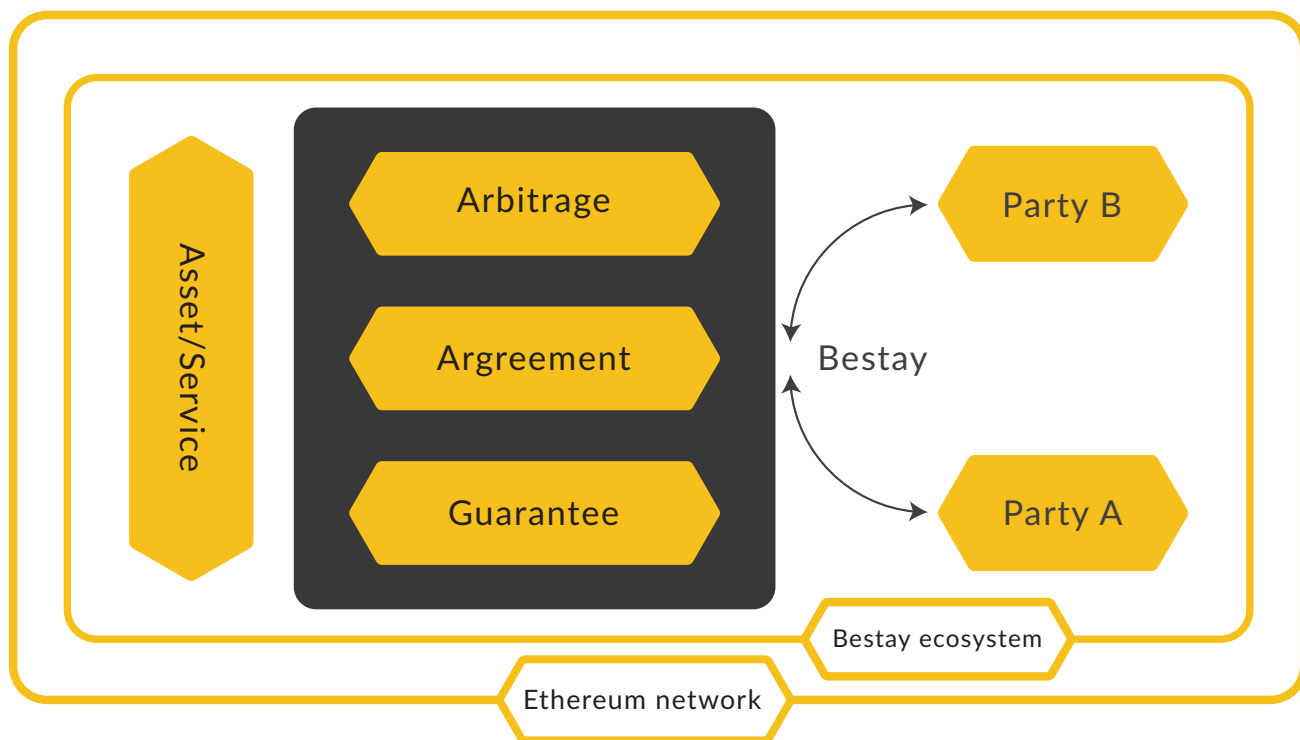 Asset/Service
Arbitrage
Argreement
Guarantee
Bestay
Party B
Party A
Bestay ecosystem
Ethereum network